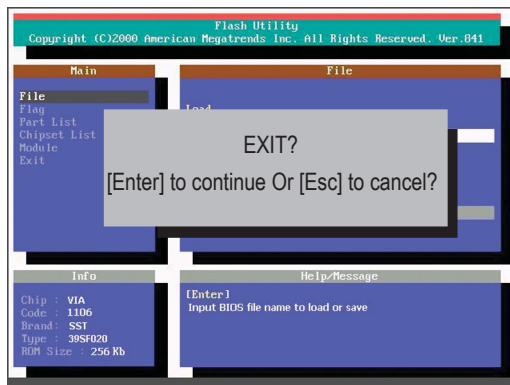 Flash Utility
Copyright (C)2000 American Megatrends Inc. All Rights Reserved. Ver.841
Main
File
Flag
Part List
Chipset List
Module
Exit
File
Load
EXIT?
[Enter] to continue Or [Esc] to cancel?
Info
Chip : VIA
Code : 1106
Brand: SST
Type : 39SF020
ROM Size : 256 Kb
Help/Message
[Enter]
Input BIOS file name to load or save